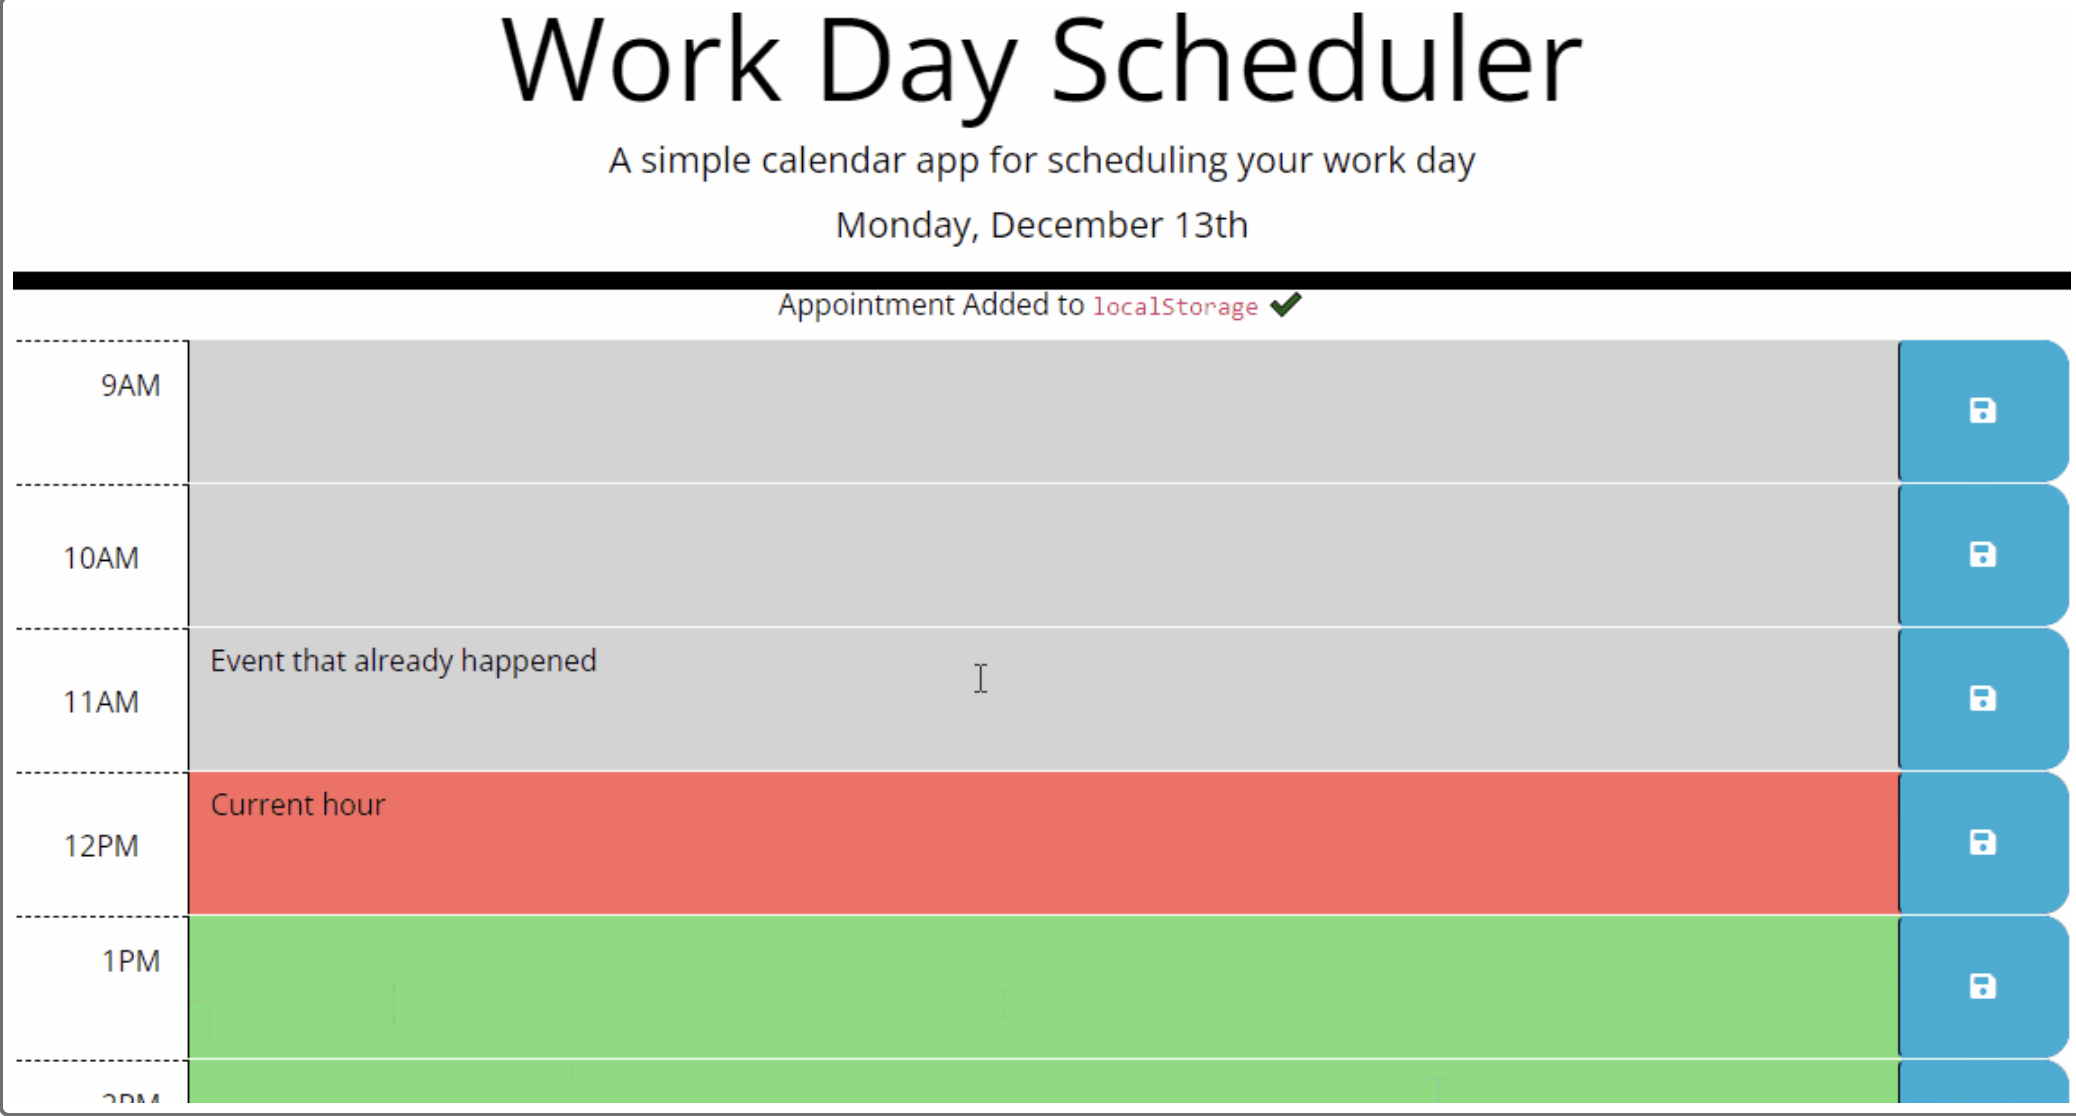 Work Day Scheduler
A simple calendar app for scheduling your work day
Monday, December 13th
Appointment Added to localStorage ✔
9AM
10AM
Event that already happened
11AM
Current hour
12PM
1PM
2PM